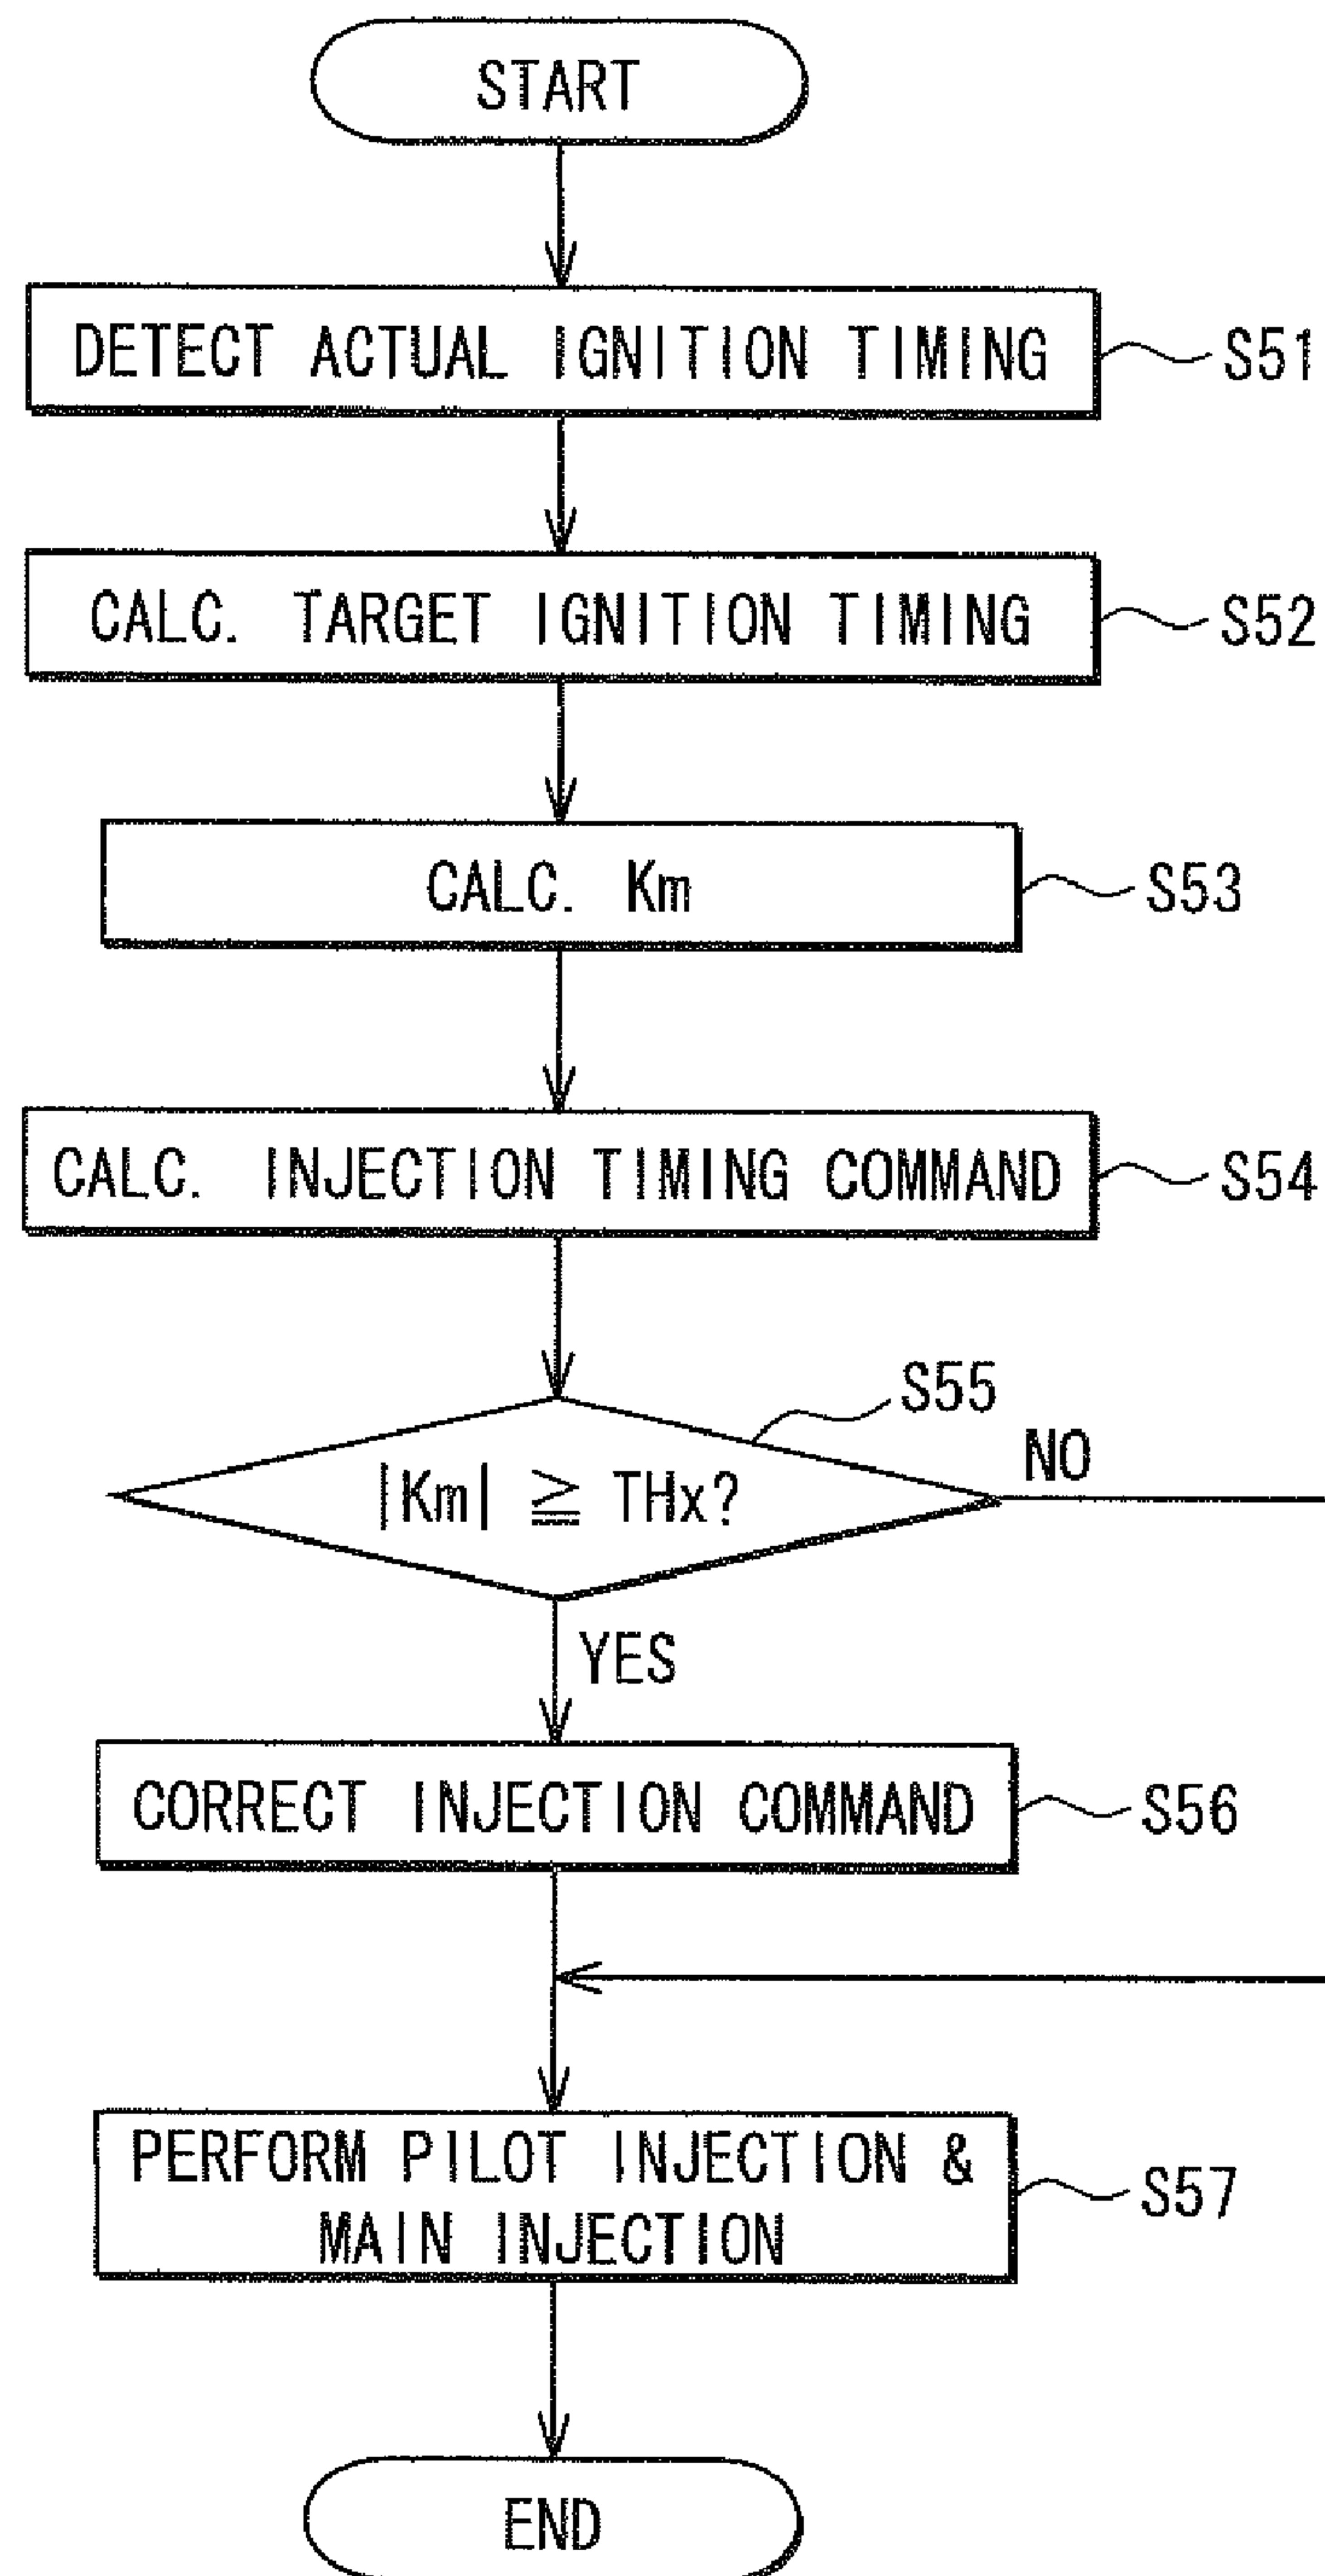 START
DETECT ACTUAL IGNITION TIMING
S51
CALC. TARGET IGNITION TIMING
S52
CALC. Km
S53
CALC. INJECTION TIMING COMMAND
S54
S55
|Km| ≧ THx?
NO
YES
CORRECT INJECTION COMMAND
S56
PERFORM PILOT INJECTION &
MAIN INJECTION
S57
END